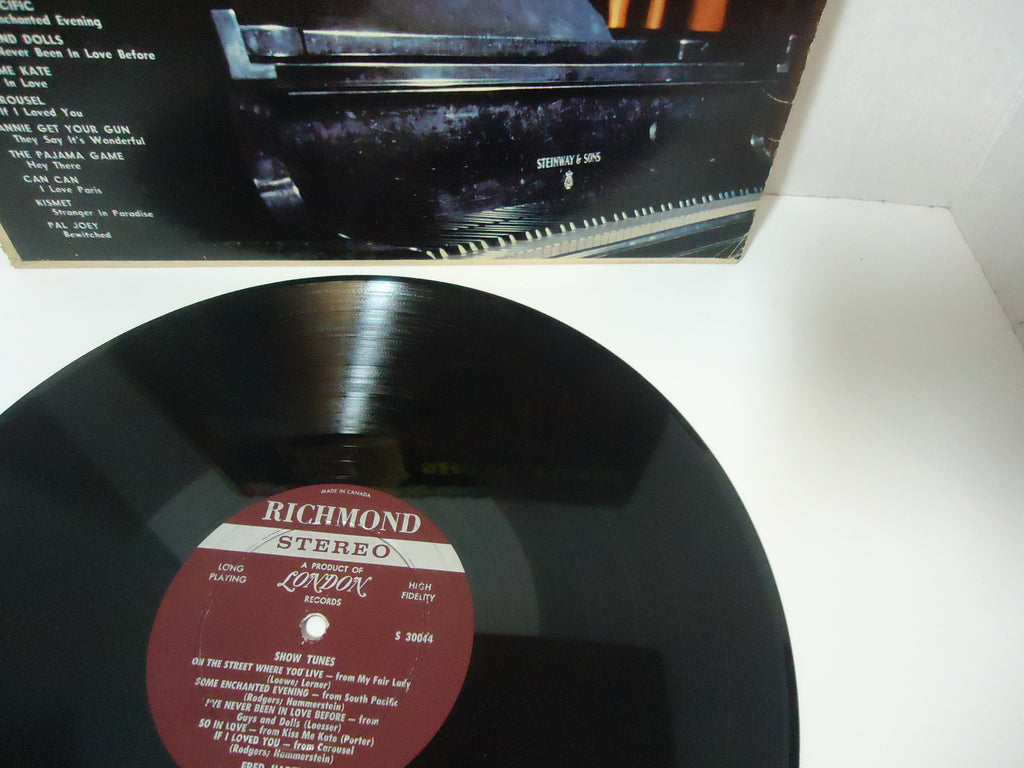 CIFIC
nchanted Evening
ND DOLLS
Never Been In Love Before
ME KATE
In Love
ROUSEL
If I Loved You
ANNIE GET YOUR GUN
They Say It's Wonderful
THE PAJAMA GAME
Hey There
CAN CAN
I Love Paris
KISMET
Stranger In Paradise
PAL JOEY
Bewitched
STEINWAY & SONS
MADE IN CANADA
RICHMOND
STEREO
A PRODUCT OF
LONDON
RECORDS
LONG
PLAYING
HIGH
FIDELITY
S 30044
SHOW TUNES
ON THE STREET WHERE YOU LIVE — from My Fair Lady
(Loewe; Lerner)
SOME ENCHANTED EVENING — from South Pacific
(Rodgers; Hammerstein)
I'VE NEVER BEEN IN LOVE BEFORE — from
Guys and Dolls (Loesser)
SO IN LOVE — from Kiss Me Kate (Porter)
IF I LOVED YOU — from Carousel
(Rodgers; Hammerstein)
FRED